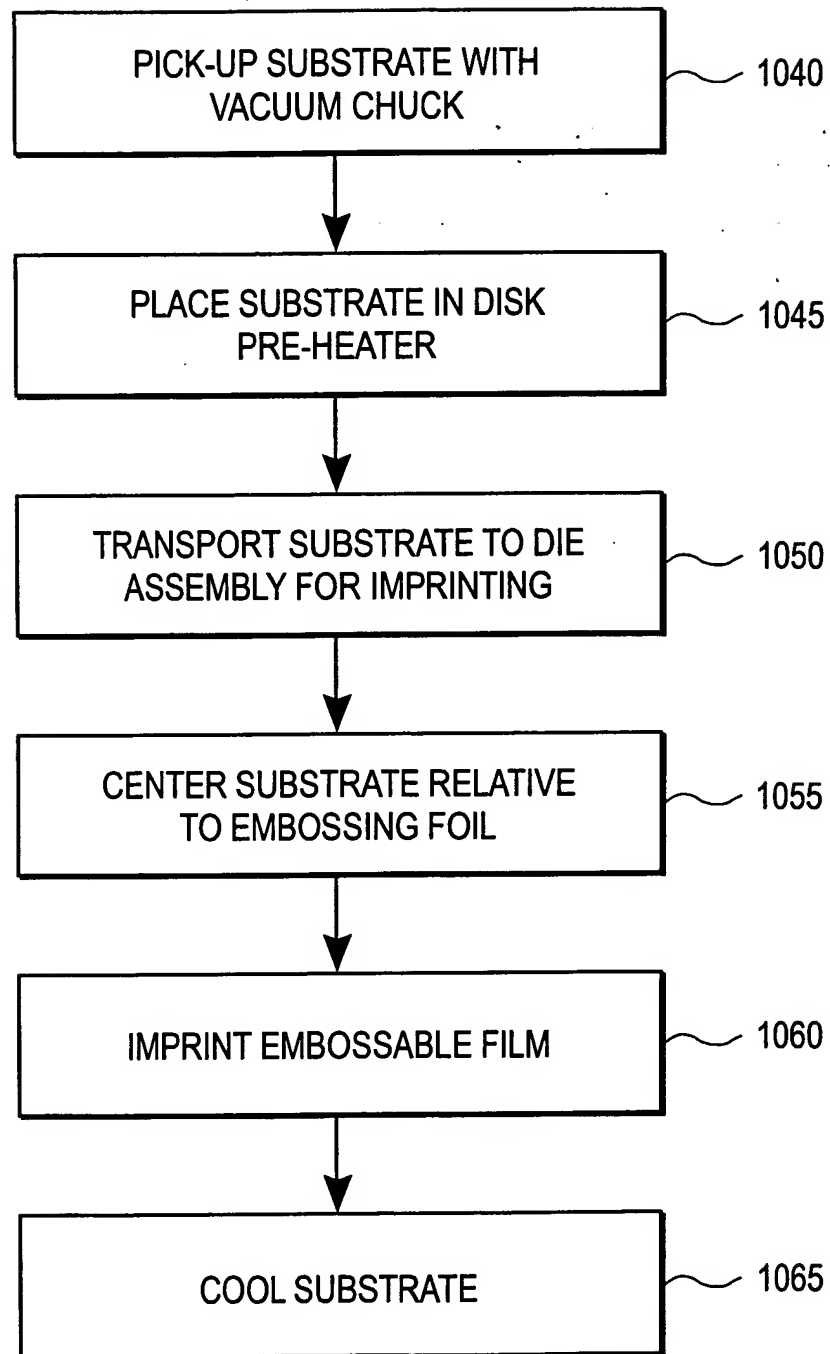 PICK-UP SUBSTRATE WITH
VACUUM CHUCK
1040
PLACE SUBSTRATE IN DISK
PRE-HEATER
1045
TRANSPORT SUBSTRATE TO DIE
ASSEMBLY FOR IMPRINTING
1050
CENTER SUBSTRATE RELATIVE
TO EMBOSSING FOIL
1055
IMPRINT EMBOSSABLE FILM
1060
COOL SUBSTRATE
1065